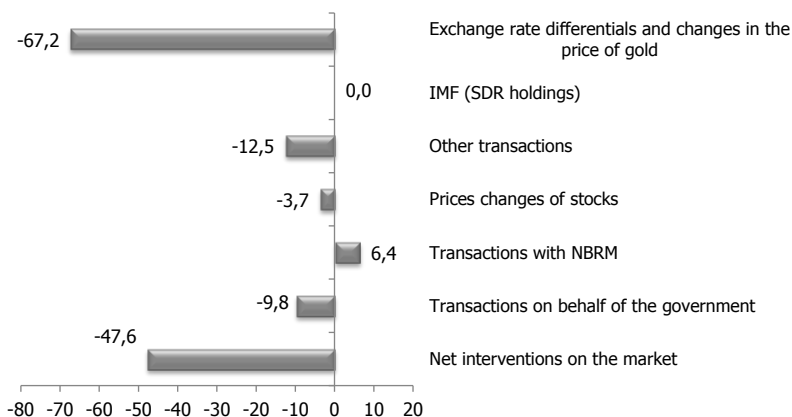 -67,2 Exchange rate differentials and changes in the
price of gold
0,0 IMF (SDR holdings)
-12,5 Other transactions
-3,7 Prices changes of stocks
6,4 Transactions with NBRM
-9,8 Transactions on behalf of the government
-47,6
Net interventions on the market
-80 -70 -60 -50 -40 -30 -20 -10 0 10 20